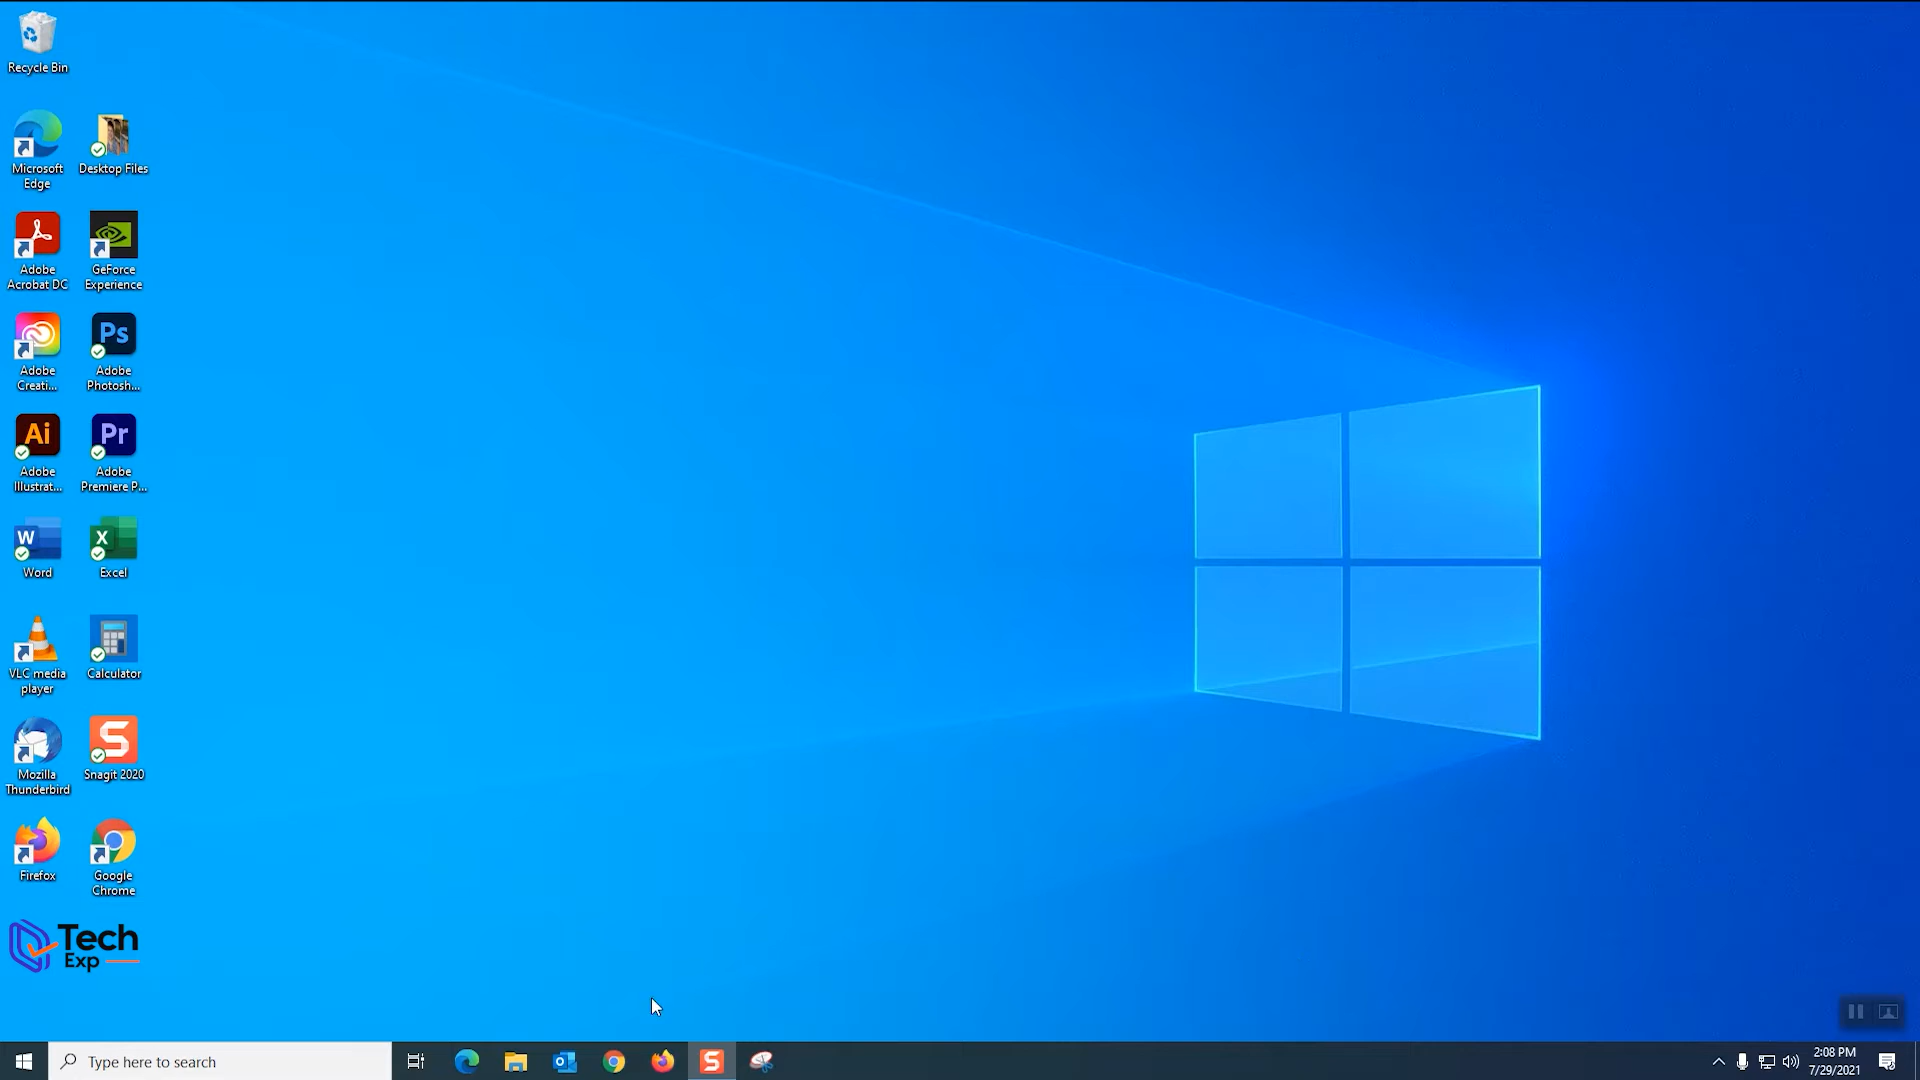 Recycle Bin
Microsoft
Edge
Desktop Files
Adobe
Acrobat DC
GeForce
Experience
Adobe
Creati...
Ps
Adobe
Photosh...
Ai
Adobe
Illustrat...
Pr
Adobe
Premiere P...
W
Word
X
Excel
VLC media
player
Calculator
Mozilla
Thunderbird
S
Snagit 2020
Firefox
Google
Chrome
Tech
Exp
Type here to search
S
2:08 PM
7/29/2021